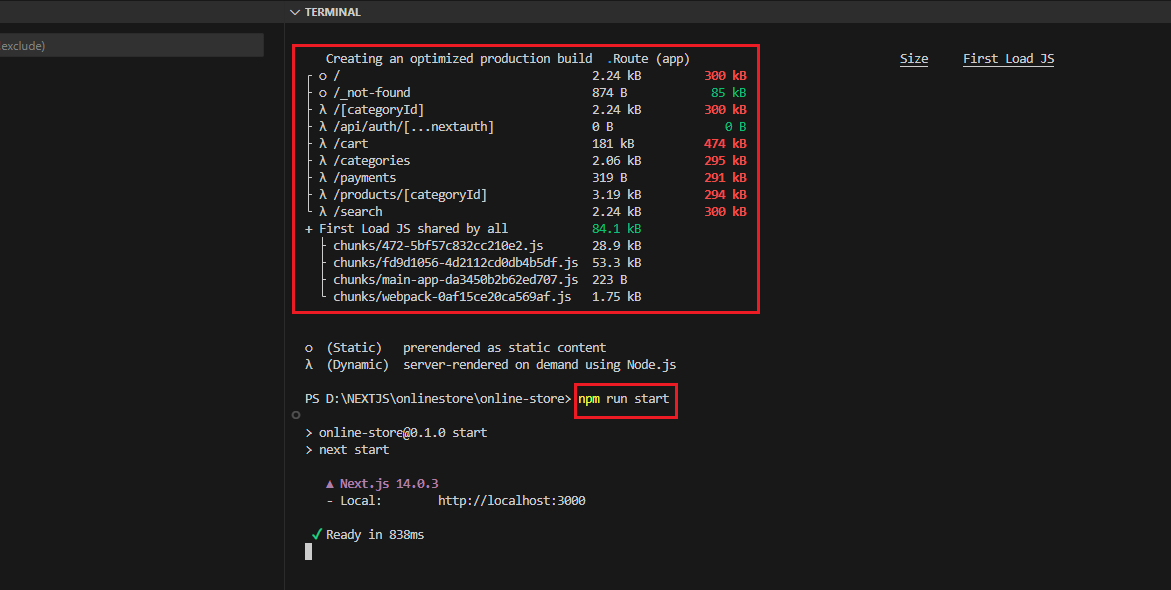 TERMINAL
exclude)
Creating an optimized production build .Route (app) Size First Load JS
┌ o / 2.24 kB 300 kB
├ o /_not-found 874 B 85 kB
├ λ /[categoryId] 2.24 kB 300 kB
├ λ /api/auth/[...nextauth] 0 B 0 B
├ λ /cart 181 kB 474 kB
├ λ /categories 2.06 kB 295 kB
├ λ /payments 319 B 291 kB
├ λ /products/[categoryId] 3.19 kB 294 kB
└ λ /search 2.24 kB 300 kB
+ First Load JS shared by all 84.1 kB
├ chunks/472-5bf57c832cc210e2.js 28.9 kB
├ chunks/fd9d1056-4d2112cd0db4b5df.js 53.3 kB
├ chunks/main-app-da3450b2b62ed707.js 223 B
└ chunks/webpack-0af15ce20ca569af.js 1.75 kB
o (Static) prerendered as static content
λ (Dynamic) server-rendered on demand using Node.js
PS D:\NEXTJS\onlinestore\online-store> npm run start
> online-store@0.1.0 start
> next start
▲ Next.js 14.0.3
- Local: http://localhost:3000
✓ Ready in 838ms